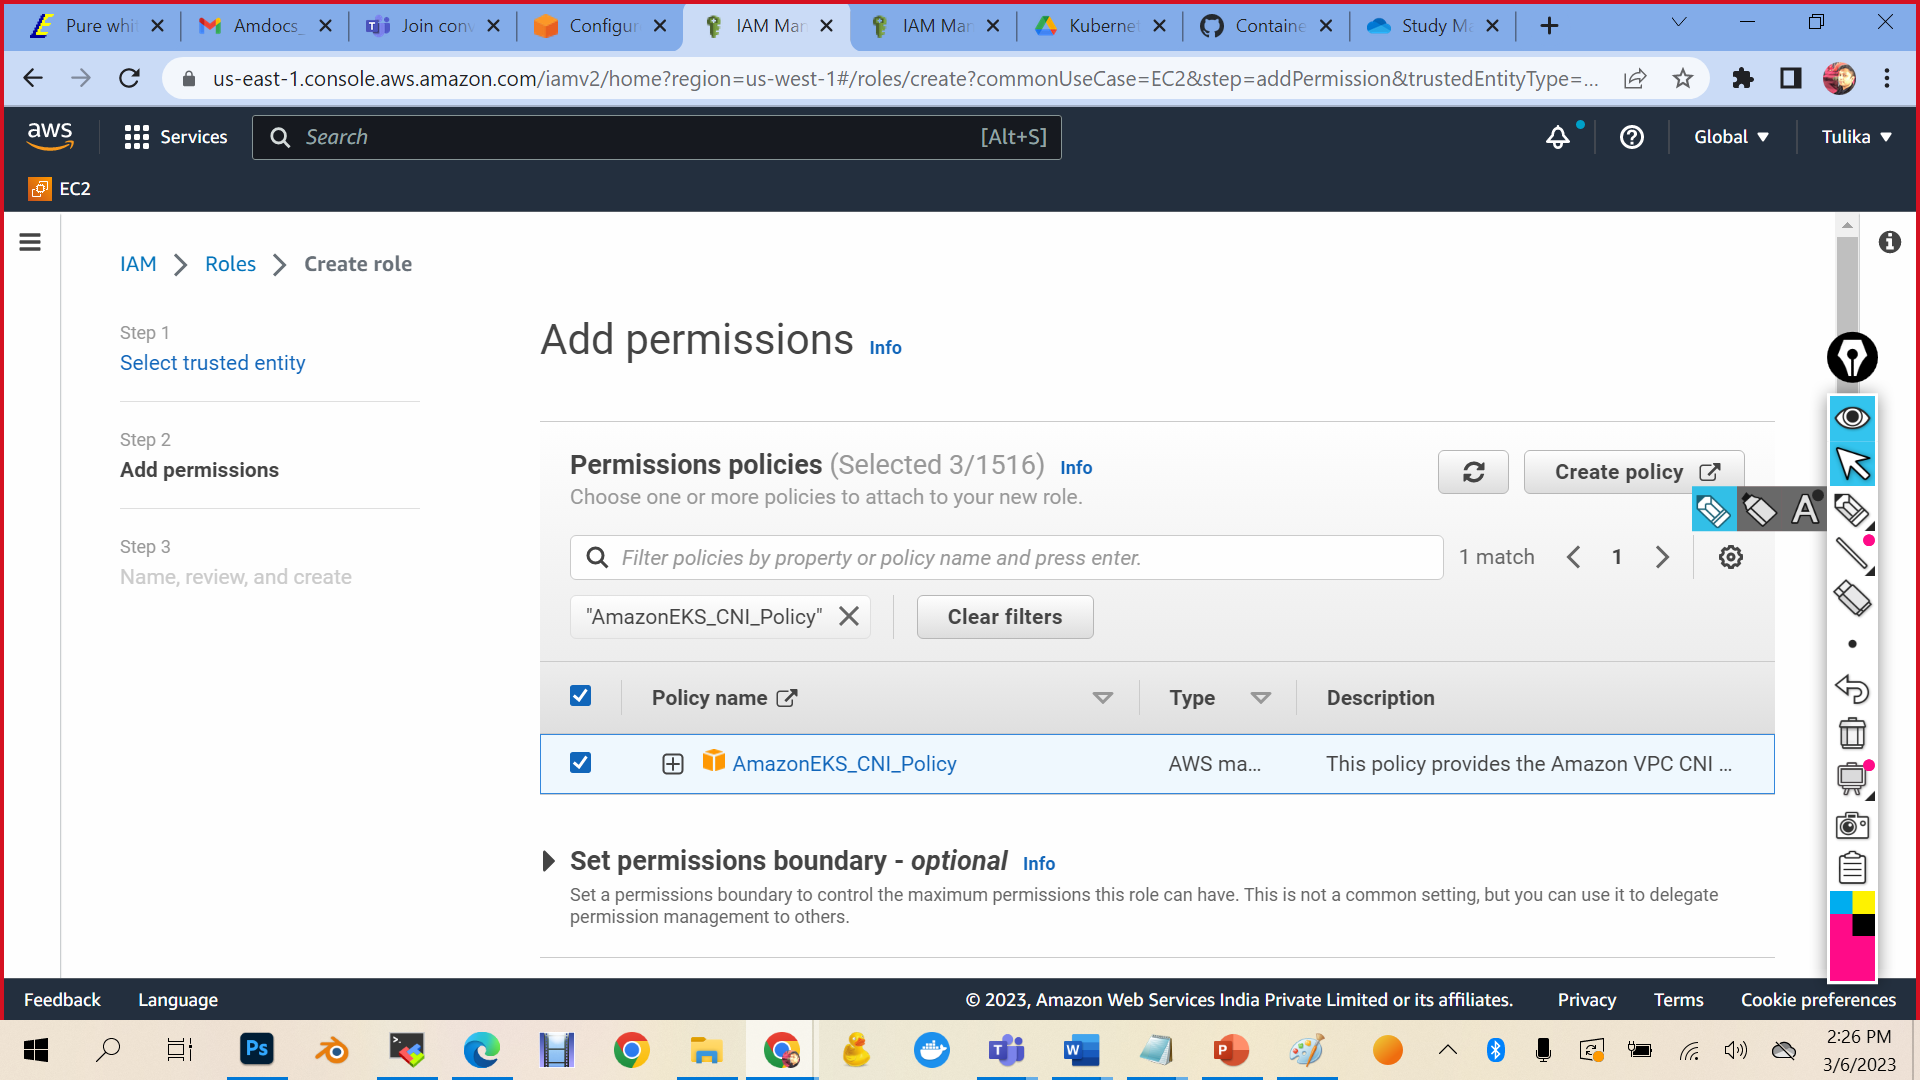 Pure whi
Amdocs_
Join con
Configur
IAM Man
IAM Man
Kubernet
Containe
Study Ma
us-east-1.console.aws.amazon.com/iamv2/home?region=us-west-1#/roles/create?commonUseCase=EC2&step=addPermission&trustedEntityType=...
aws
Services
Search
[Alt+S]
Global
Tulika
EC2
IAM
Roles
Create role
Step 1
Select trusted entity
Step 2
Add permissions
Step 3
Name, review, and create
Add permissions Info
Permissions policies (Selected 3/1516) Info
Choose one or more policies to attach to your new role.
Create policy
Filter policies by property or policy name and press enter.
1 match
1
"AmazonEKS_CNI_Policy"
Clear filters
Policy name
Type
Description
AmazonEKS_CNI_Policy
AWS ma...
This policy provides the Amazon VPC CNI ...
Set permissions boundary - optional Info
Set a permissions boundary to control the maximum permissions this role can have. This is not a common setting, but you can use it to delegate
permission management to others.
A
Feedback
Language
© 2023, Amazon Web Services India Private Limited or its affiliates.
Privacy
Terms
Cookie preferences
Ps
2:26 PM
3/6/2023